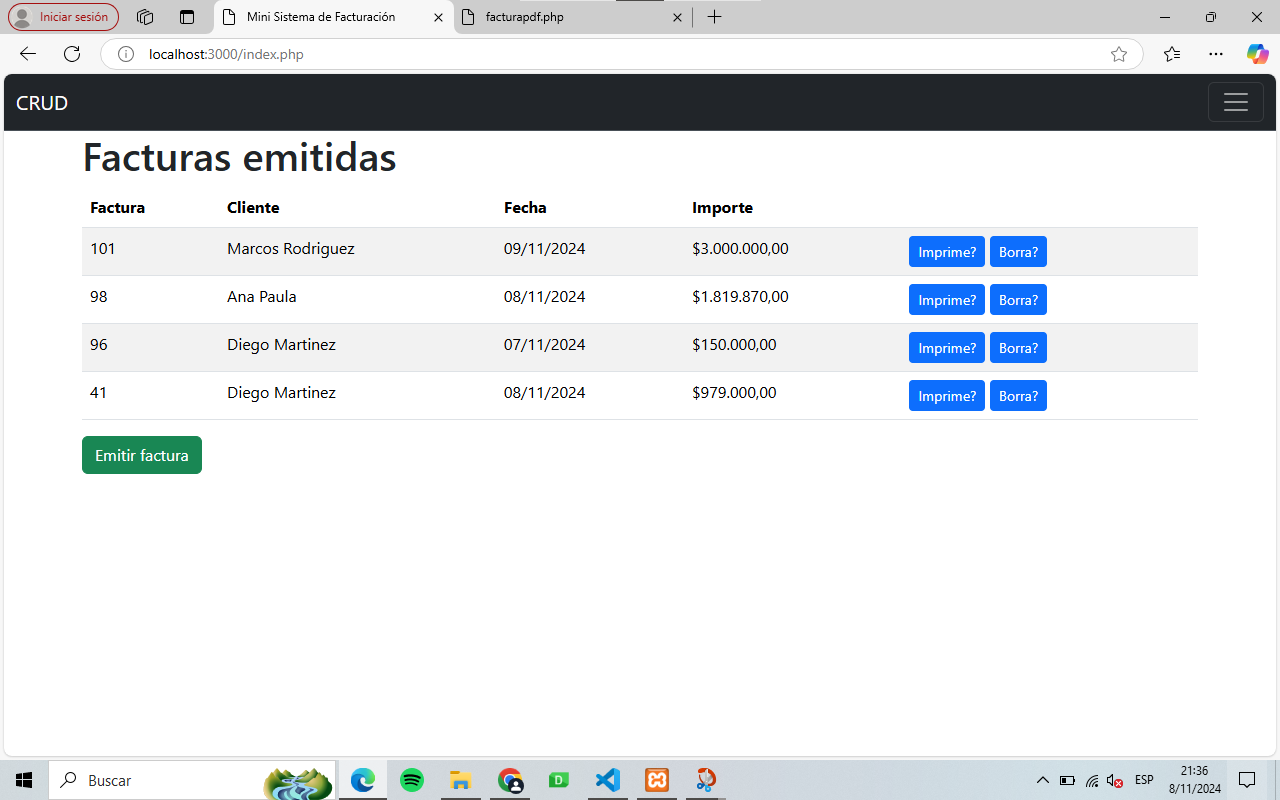 Iniciar sesión
Mini Sistema de Facturación
facturapdf.php
localhost:3000/index.php
CRUD
Facturas emitidas
Factura Cliente Fecha Importe
101 Marcos Rodriguez 09/11/2024 $3.000.000,00 Imprime? Borra?
98 Ana Paula 08/11/2024 $1.819.870,00 Imprime? Borra?
96 Diego Martinez 07/11/2024 $150.000,00 Imprime? Borra?
41 Diego Martinez 08/11/2024 $979.000,00 Imprime? Borra?
Emitir factura
Buscar
D
ESP
21:36
8/11/2024